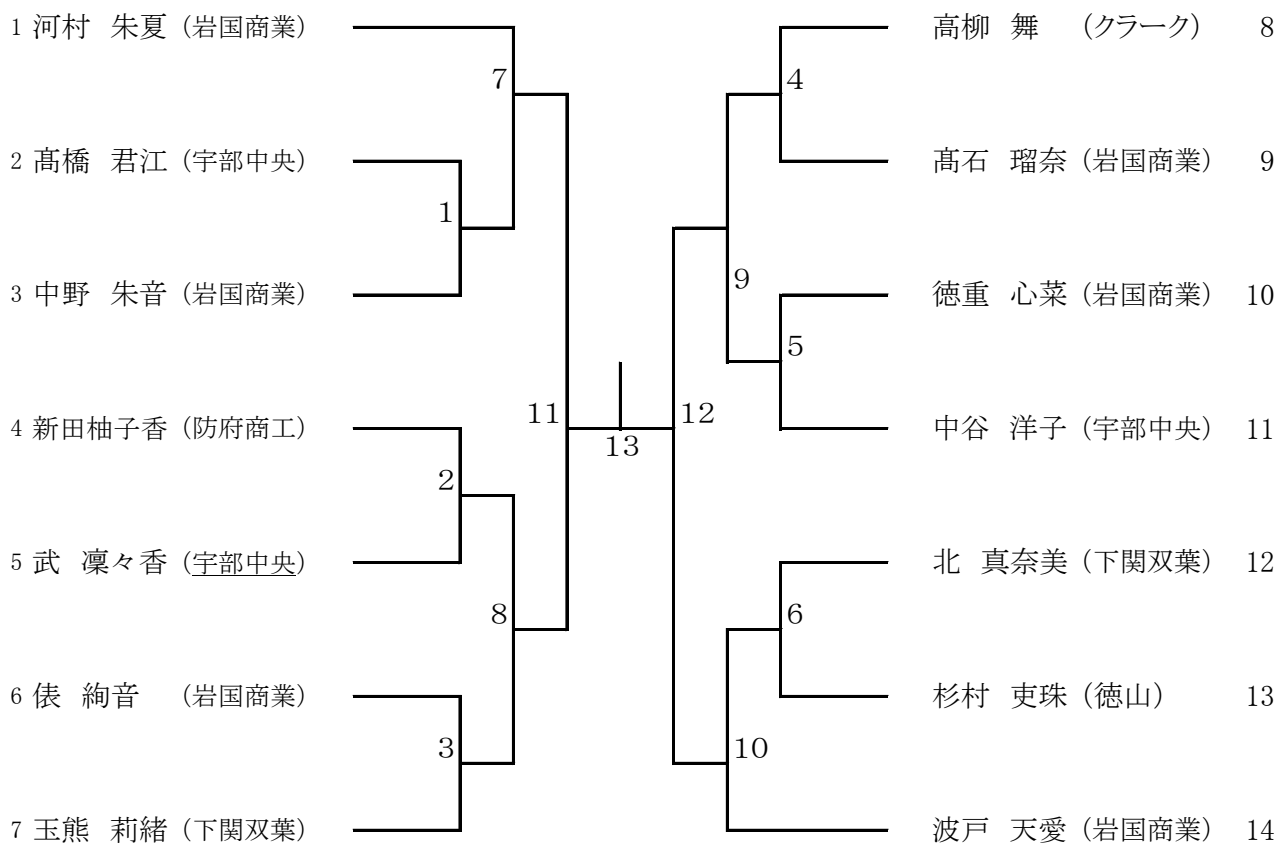 1 河村 朱夏 (岩国商業)
2 髙橋 君江 (宇部中央)
3 中野 朱音 (岩国商業)
4 新田柚子香 (防府商工)
5 武 凜々香 (宇部中央)
6 俵 絢音 (岩国商業)
7 玉熊 莉緒 (下関双葉)
7
1
2
8
3
11
13
12
4
9
5
6
10
高柳 舞 (クラーク) 8
髙石 瑠奈 (岩国商業) 9
徳重 心菜 (岩国商業) 10
中谷 洋子 (宇部中央) 11
北 真奈美 (下関双葉) 12
杉村 吏珠 (徳山) 13
波戸 天愛 (岩国商業) 14